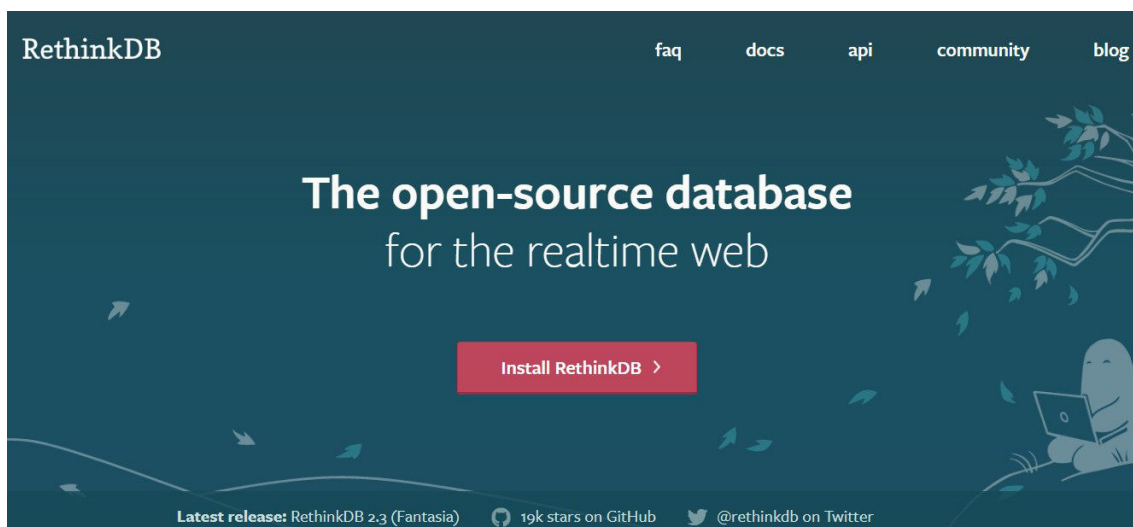 RethinkDB
faq docs api community blog
The open-source database
for the realtime web
Install RethinkDB
Latest release: RethinkDB 2.3 (Fantasia) 19k stars on GitHub @rethinkdb on Twitter